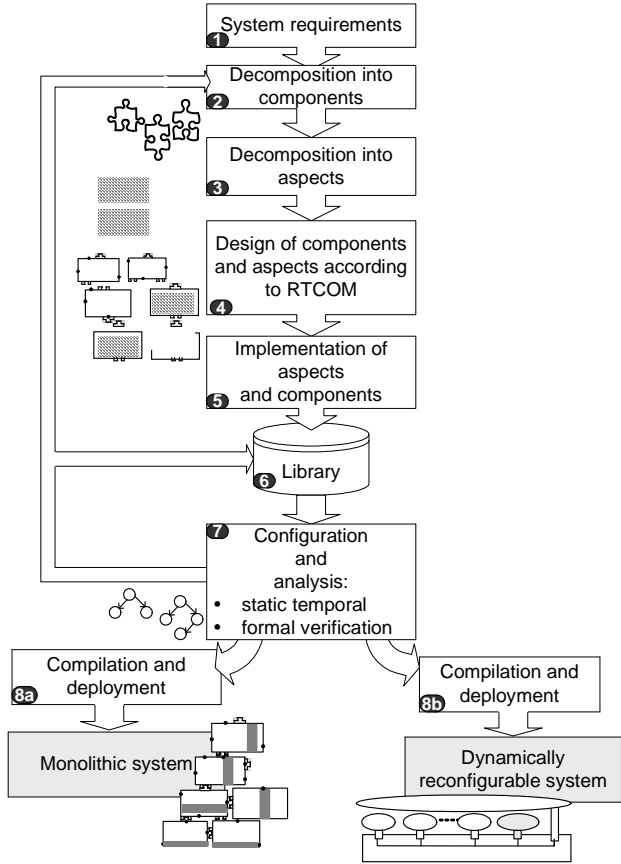 System requirements
1
Decomposition into
components
2
Decomposition into
aspects
3
Design of components
and aspects according
to RTCOM
4
Implementation of
aspects
and components
5
Library
6
7
Configuration
and
analysis:
• static temporal
• formal verification
Compilation and
deployment
8a
Compilation and
deployment
8b
Monolithic system
Dynamically
reconfigurable system